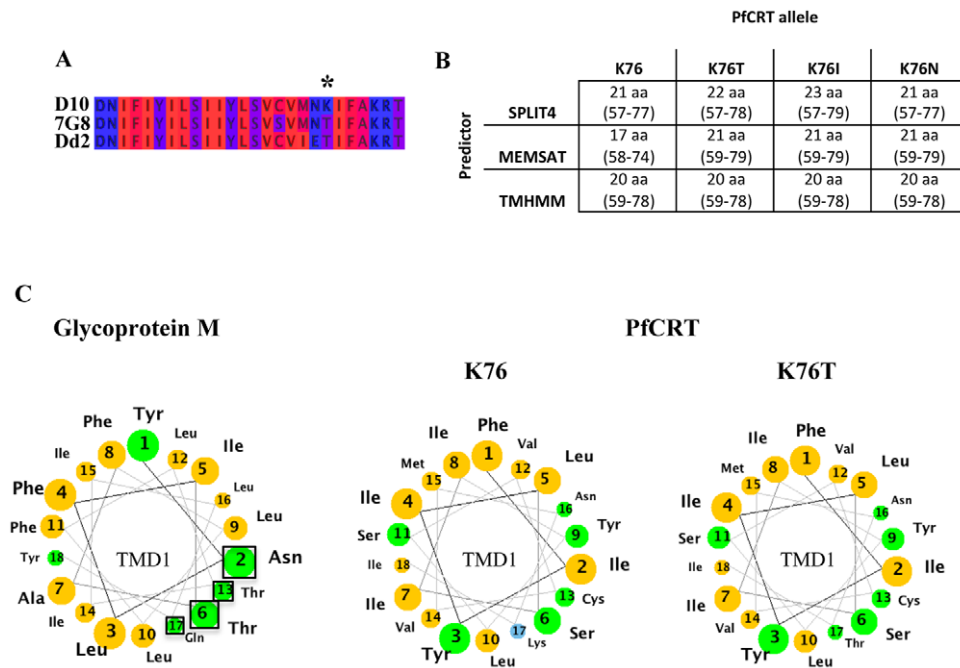 PfCRT allele
A
*
D10 DNIFIYILSIIYLSVCVMNKIFAKRT
7G8 DNIFIYILSIIYLSVSVMNTIFAKRT
Dd2 DNIFIYILSIIYLSVCVIETIFAKRT
B
K76 K76T K76I K76N
Predictor
SPLIT4
21 aa 22 aa 23 aa 21 aa
(57-77) (57-78) (57-79) (57-77)
MEMSAT
17 aa 21 aa 21 aa 21 aa
(58-74) (59-79) (59-79) (59-79)
TMHMM
20 aa 20 aa 20 aa 20 aa
(59-78) (59-78) (59-78) (59-78)
C
Glycoprotein M
PfCRT
K76
K76T
Tyr 1
Asn 2
Leu 3
Phe 4
Ile 5
Thr 6
Ala 7
Phe 8
Leu 9
Leu 10
Phe 11
Leu 12
Thr 13
Ile 14
Ile 15
Leu 16
Gln 17
Tyr 18
TMD1
Phe 1
Ile 2
Tyr 3
Ile 4
Leu 5
Ser 6
Ile 7
Ile 8
Tyr 9
Leu 10
Ser 11
Val 12
Cys 13
Val 14
Met 15
Asn 16
Lys 17
Ile 18
TMD1
Phe 1
Ile 2
Tyr 3
Ile 4
Leu 5
Ser 6
Ile 7
Ile 8
Tyr 9
Leu 10
Ser 11
Val 12
Cys 13
Val 14
Met 15
Asn 16
Thr 17
Ile 18
TMD1